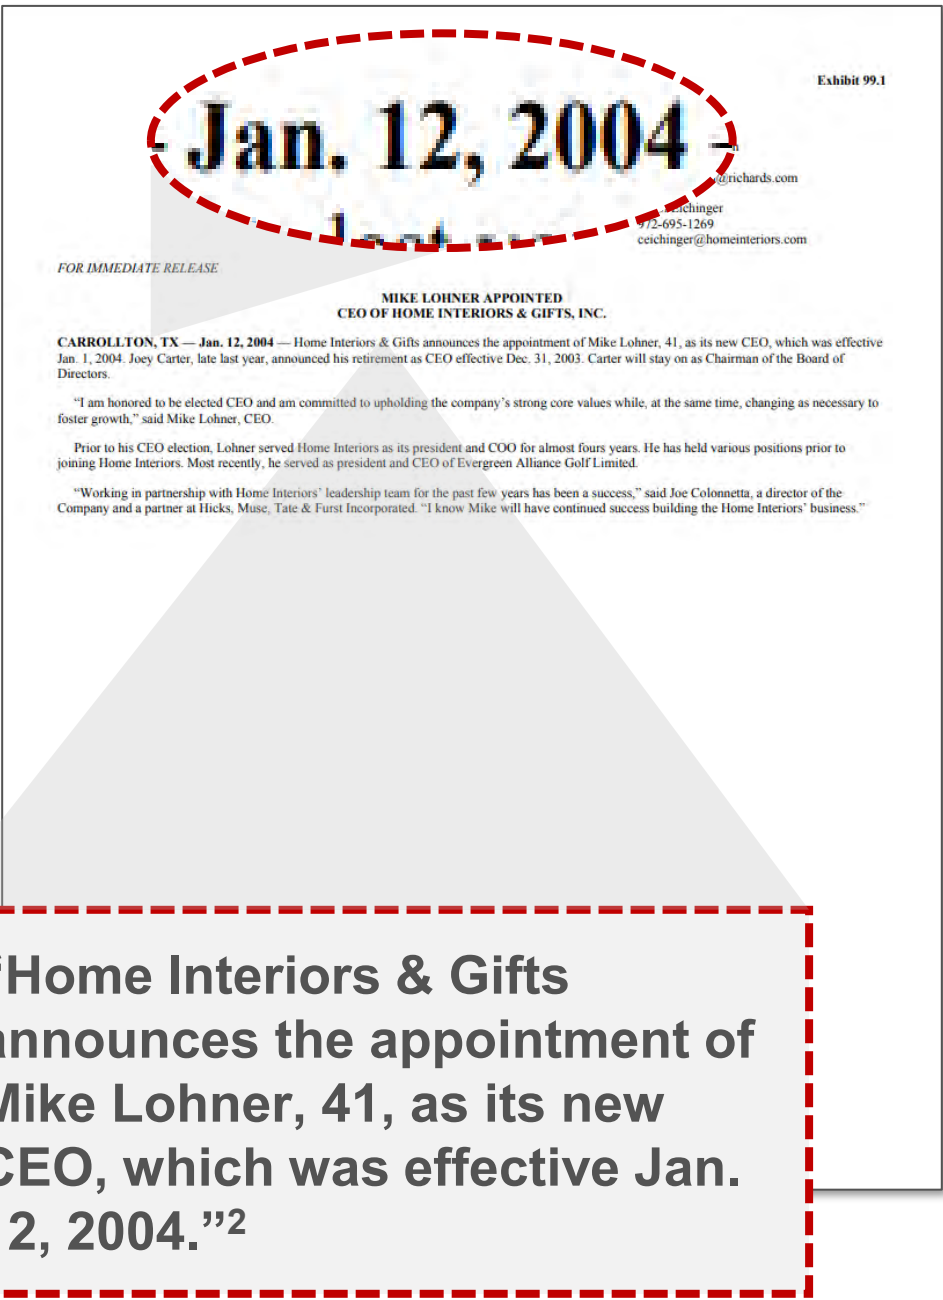 Exhibit 99.1
- Jan. 12, 2004 -
@richards.com
Eichinger
972-695-1269
ceichinger@homeinteriors.com
FOR IMMEDIATE RELEASE
MIKE LOHNER APPOINTED
CEO OF HOME INTERIORS & GIFTS, INC.
CARROLLTON, TX — Jan. 12, 2004 — Home Interiors & Gifts announces the appointment of Mike Lohner, 41, as its new CEO, which was effective
Jan. 1, 2004. Joey Carter, late last year, announced his retirement as CEO effective Dec. 31, 2003. Carter will stay on as Chairman of the Board of
Directors.
“I am honored to be elected CEO and am committed to upholding the company’s strong core values while, at the same time, changing as necessary to
foster growth,” said Mike Lohner, CEO.
Prior to his CEO election, Lohner served Home Interiors as its president and COO for almost fours years. He has held various positions prior to
joining Home Interiors. Most recently, he served as president and CEO of Evergreen Alliance Golf Limited.
“Working in partnership with Home Interiors’ leadership team for the past few years has been a success,” said Joe Colonnetta, a director of the
Company and a partner at Hicks, Muse, Tate & Furst Incorporated. “I know Mike will have continued success building the Home Interiors’ business.”
“Home Interiors & Gifts
announces the appointment of
Mike Lohner, 41, as its new
CEO, which was effective Jan.
12, 2004.”²